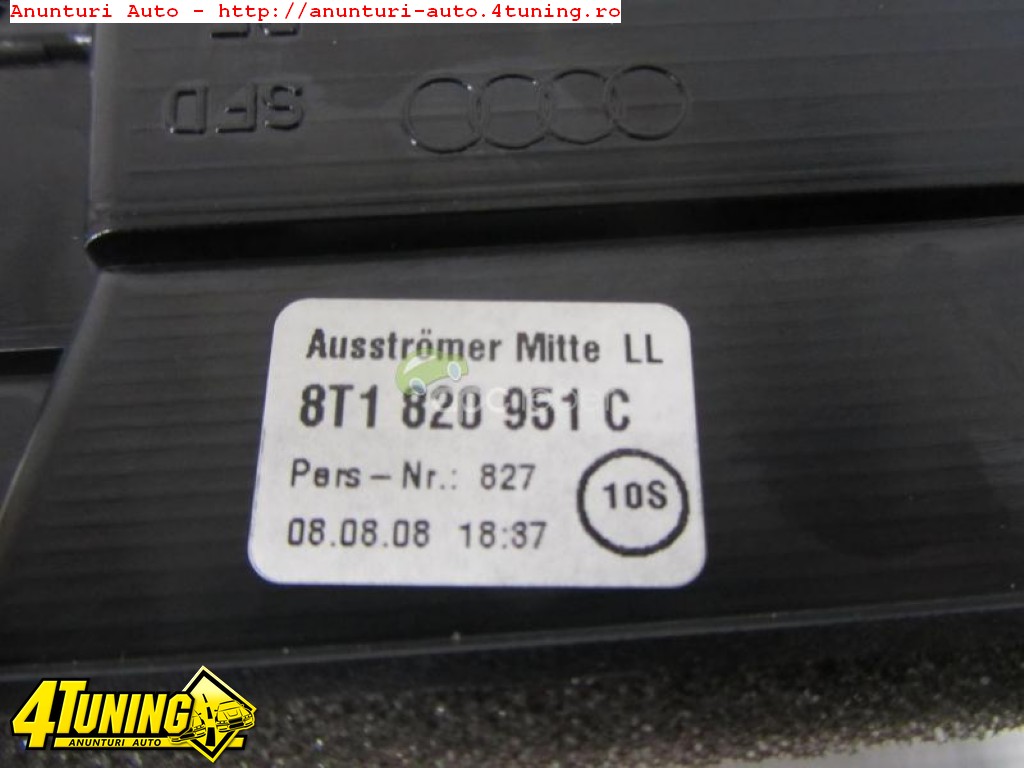 Anunturi Auto - http://anunturi-auto.4tuning.ro
SFD
Ausströmer Mitte LL
8T1 820 951 C
Pers-Nr.: 827
10S
08.08.08 18:37
4TUNING
ANUNTURI AUTO